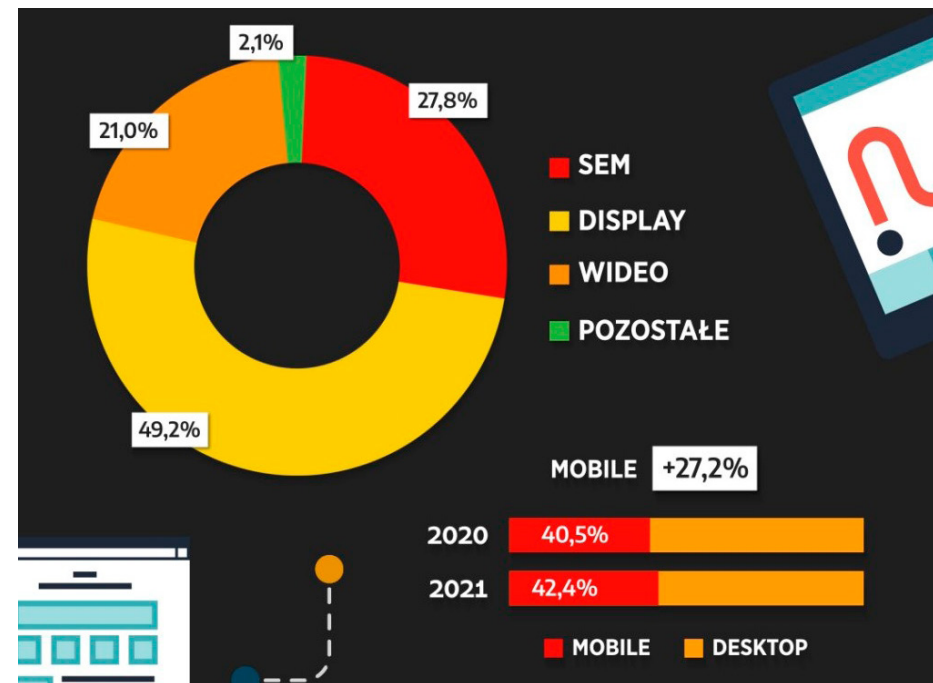 2,1%
27,8%
21,0%
49,2%
SEM
DISPLAY
WIDEO
POZOSTAŁE
MOBILE +27,2%
2020 40,5%
2021 42,4%
MOBILE DESKTOP